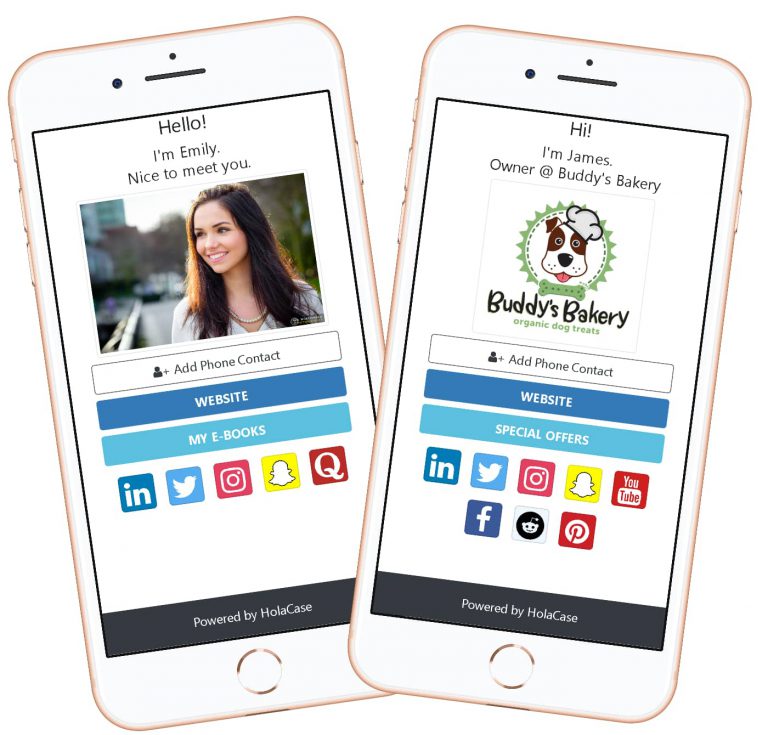 Hello!
I'm Emily.
Nice to meet you.
Add Phone Contact
WEBSITE
MY E-BOOKS
in
Q
Powered by HolaCase
Hi!
I'm James.
Owner @ Buddy's Bakery
Buddy's Bakery
organic dog treats
Add Phone Contact
WEBSITE
SPECIAL OFFERS
in
You
Tube
f
Powered by HolaCase